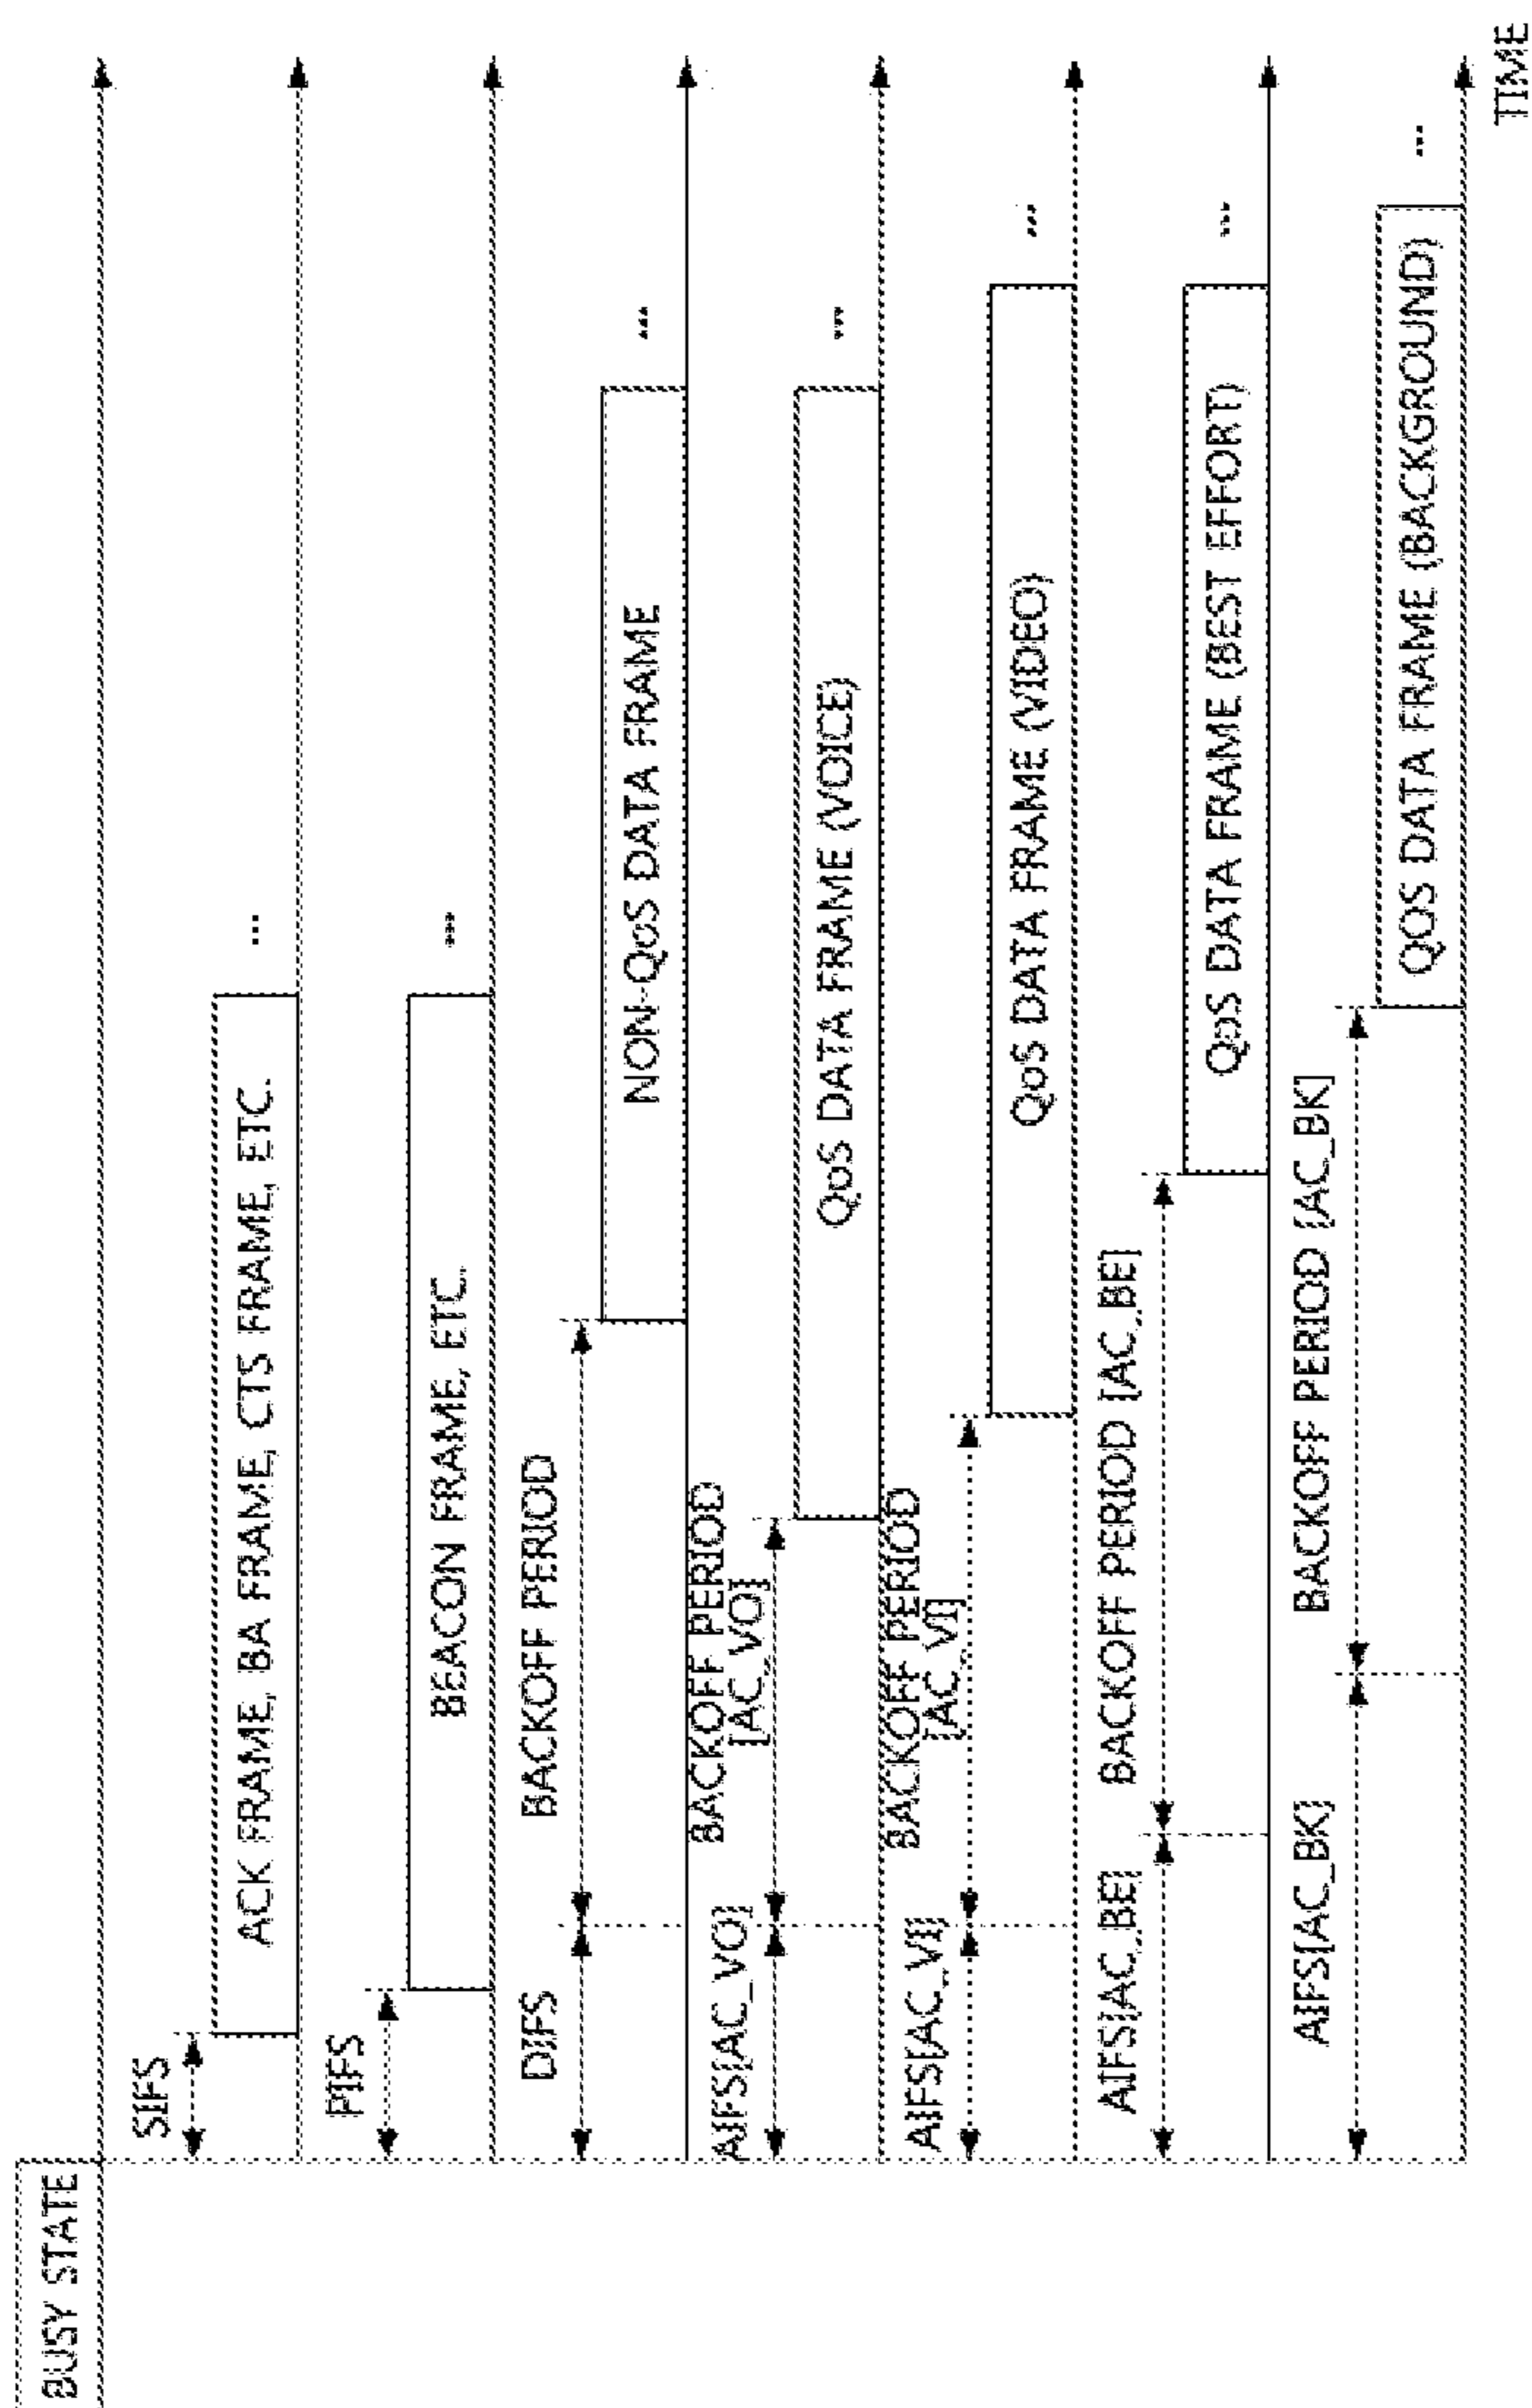 BUSY STATE
SIFS
ACK FRAME, BA FRAME, CTS FRAME, ETC.
...
PIFS
BEACON FRAME, ETC.
...
DIFS
BACKOFF PERIOD
NON-QoS DATA FRAME
...
AIFS[AC_VO]
BACKOFF PERIOD
[AC_VO]
QoS DATA FRAME (VOICE)
...
AIFS[AC_VI]
BACKOFF PERIOD
[AC_VI]
QoS DATA FRAME (VIDEO)
...
AIFS[AC_BE]
BACKOFF PERIOD [AC_BE]
QoS DATA FRAME (BEST EFFORT)
...
AIFS[AC_BK]
BACKOFF PERIOD [AC_BK]
QOS DATA FRAME (BACKGROUND)
...
TIME